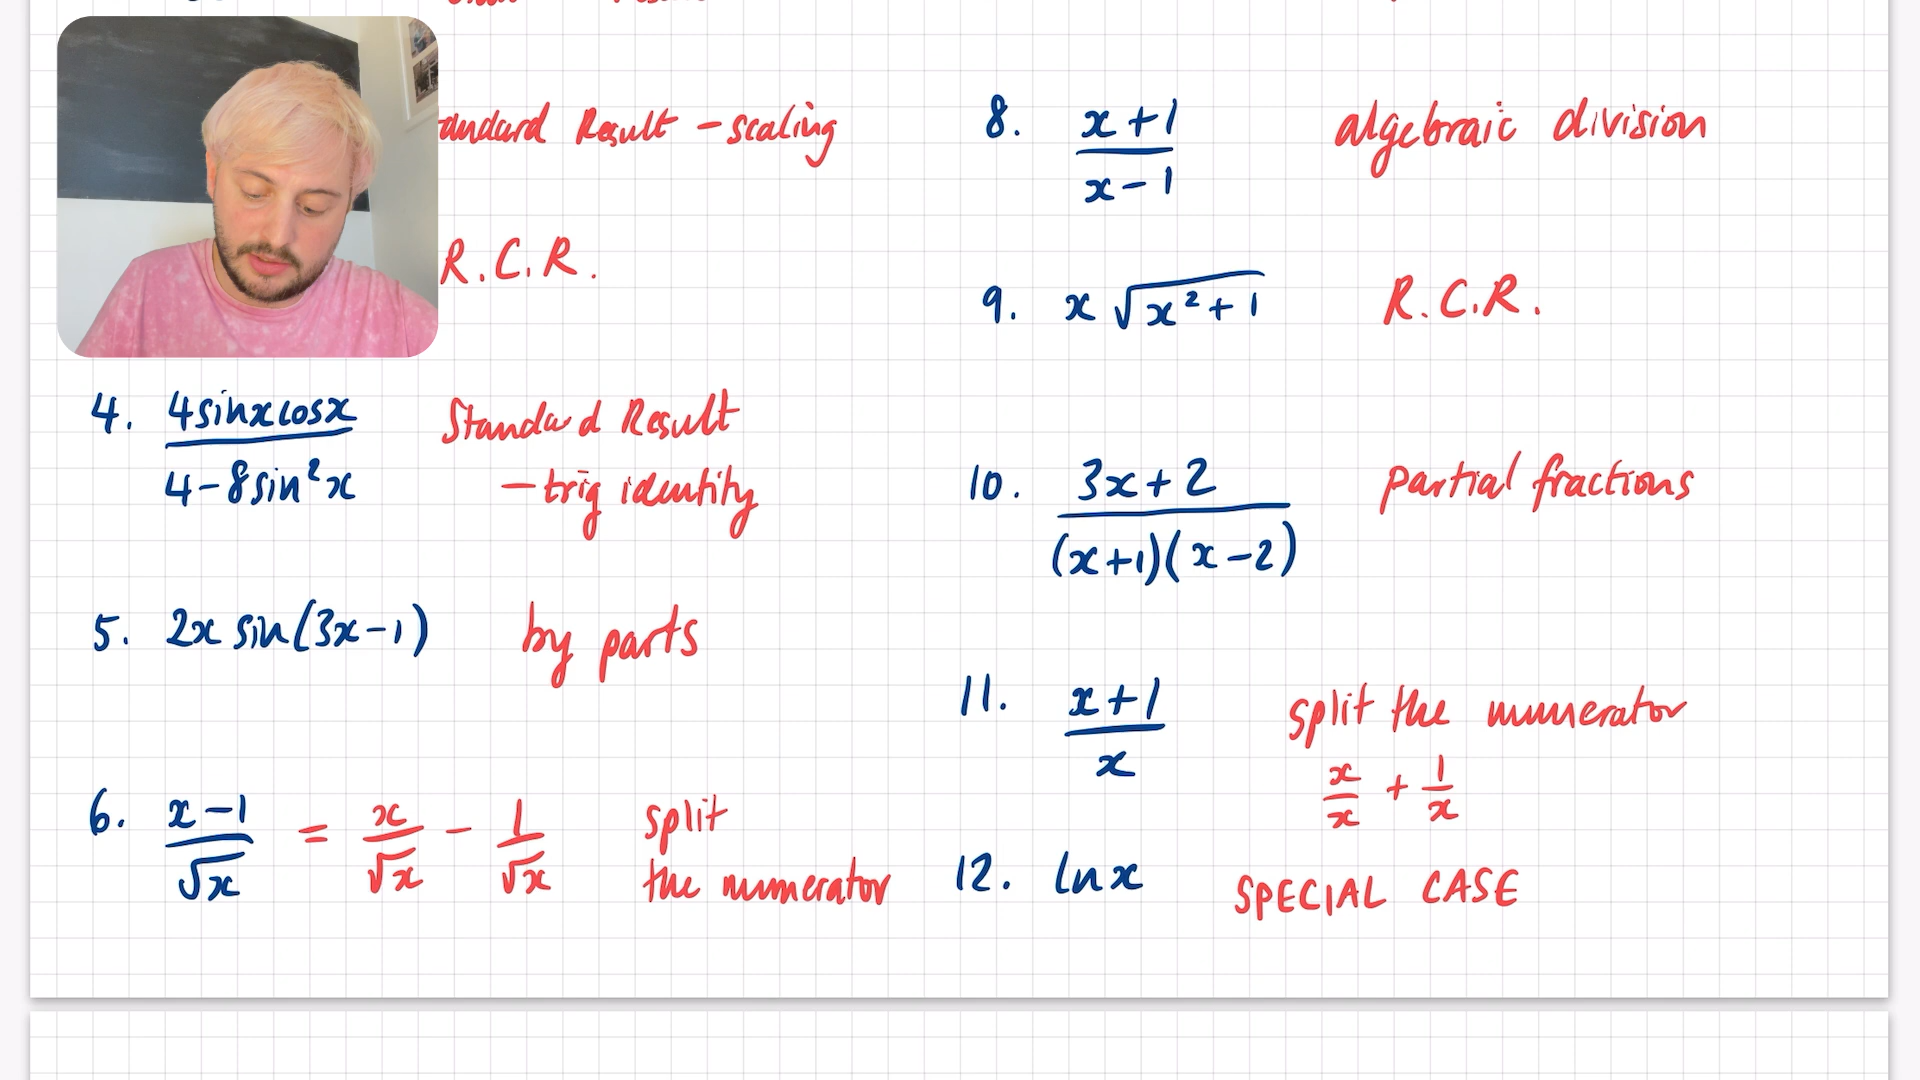 Result - scaling
R.C.R.
4. 4sinxcosx
4-8sin²x
Standard Result
- trig identity
5. 2x sin(3x-1) by parts
6. x-1 / √x = x/√x - 1/√x split
the numerator
8. x+1 / x-1 algebraic division
9. x √x²+1 R.C.R.
10. 3x+2 partial fractions
(x+1)(x-2)
11. x+1 / x split the numerator
x/x + 1/x
12. lnx SPECIAL CASE